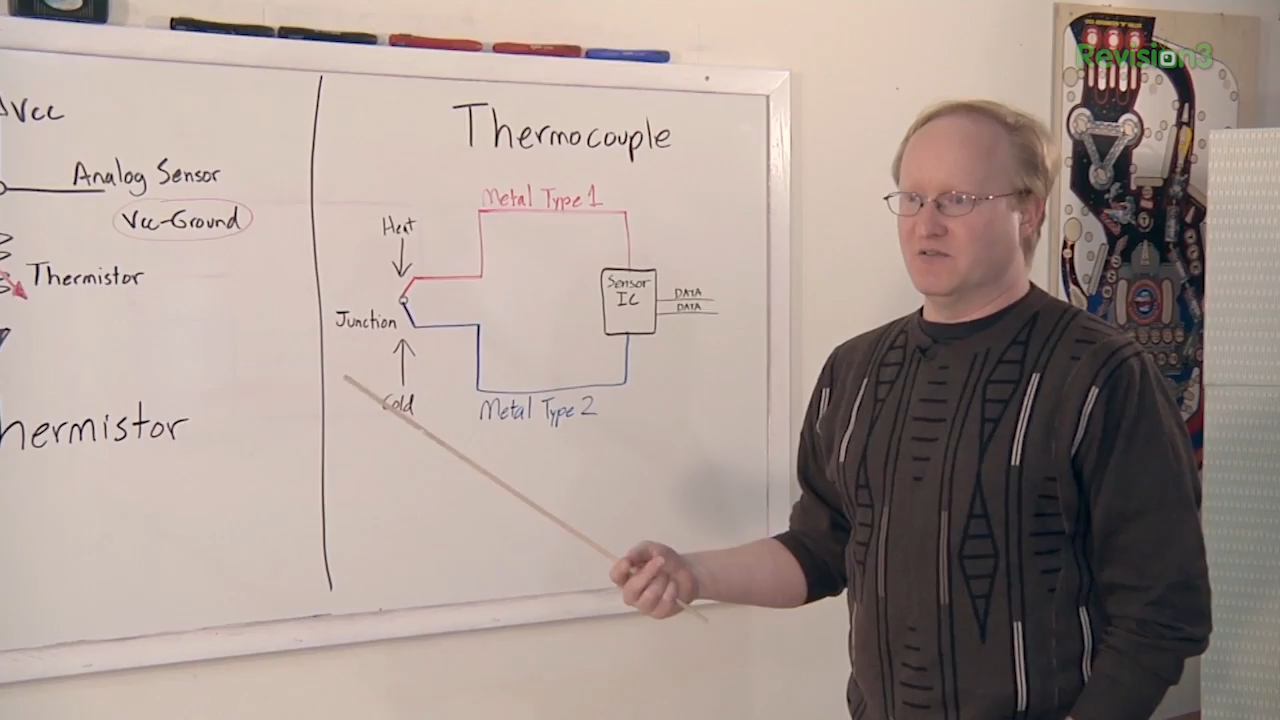 Vcc
Analog Sensor
Vcc-Ground
Thermistor
hermistor
Thermocouple
Metal Type 1
Heat
Sensor
IC
DATA
DATA
Junction
Cold
Metal Type 2
Revision3